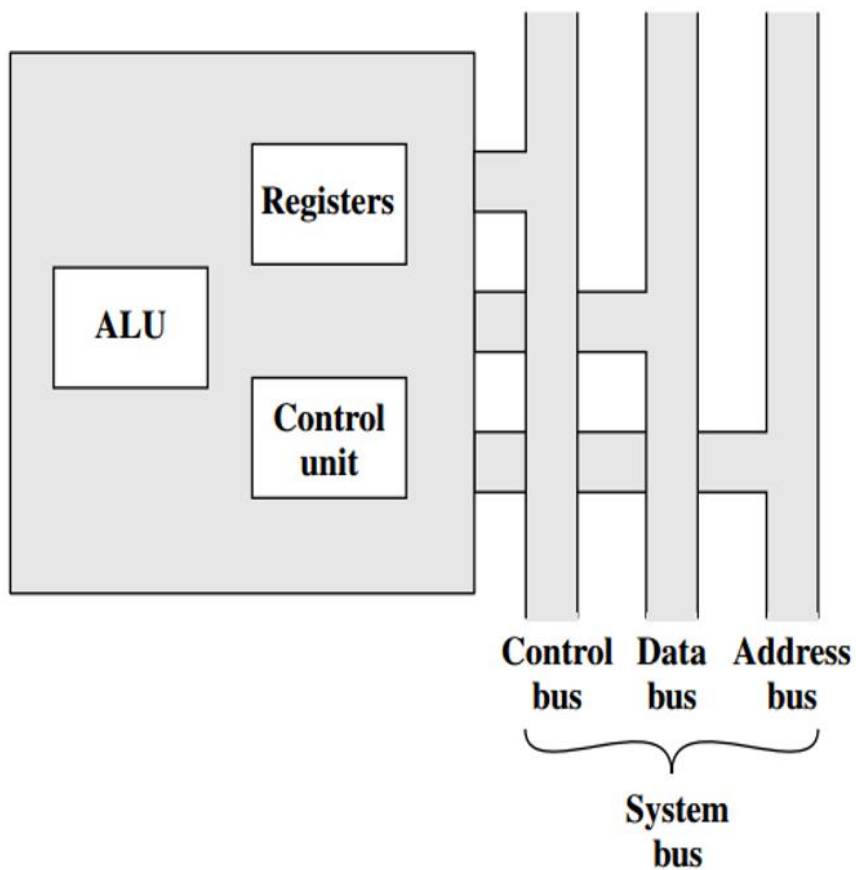 Registers
ALU
Control
unit
Control
bus
Data
bus
Address
bus
System
bus